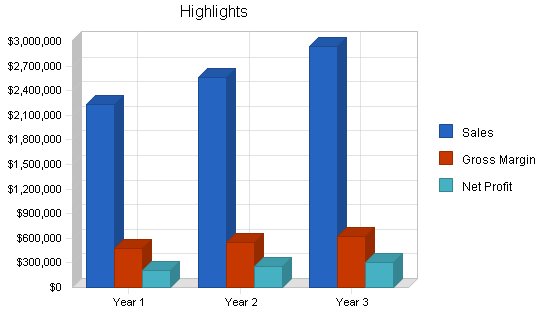 Highlights
$3,000,000
$2,700,000
$2,400,000
$2,100,000
$1,800,000
$1,500,000
$1,200,000
$900,000
$600,000
$300,000
$0
Year 1
Year 2
Year 3
Sales
Gross Margin
Net Profit